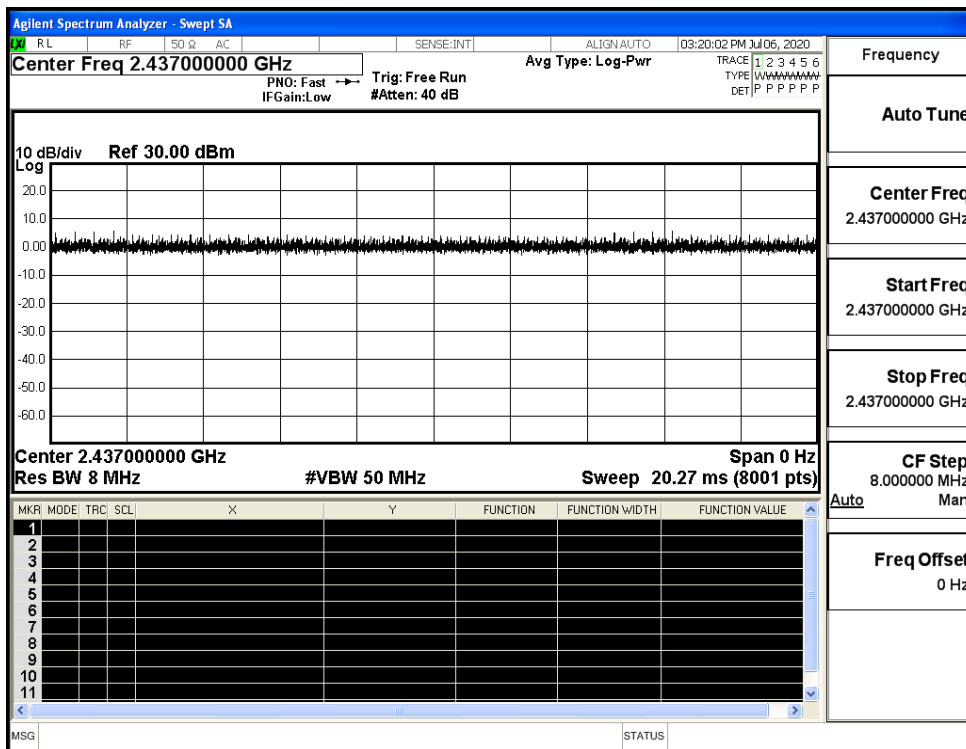 Agilent Spectrum Analyzer - Swept SA
LXI RL RF 50 Ω AC SENSE:INT ALIGN AUTO 03:20:02 PM Jul 06, 2020
Center Freq 2.437000000 GHz
PNO: Fast
IFGain:Low
Trig: Free Run
#Atten: 40 dB
Avg Type: Log-Pwr
TRACE 1 2 3 4 5 6
TYPE WWWWWW
DET P P P P P P
10 dB/div Ref 30.00 dBm
Log
20.0
10.0
0.00
-10.0
-20.0
-30.0
-40.0
-50.0
-60.0
Center 2.437000000 GHz Span 0 Hz
Res BW 8 MHz #VBW 50 MHz Sweep 20.27 ms (8001 pts)
MKR MODE TRC SCL X Y FUNCTION FUNCTION WIDTH FUNCTION VALUE
1
2
3
4
5
6
7
8
9
10
11
MSG STATUS
Frequency
Auto Tune
Center Freq
2.437000000 GHz
Start Freq
2.437000000 GHz
Stop Freq
2.437000000 GHz
CF Step
8.000000 MHz
Auto Man
Freq Offset
0 Hz